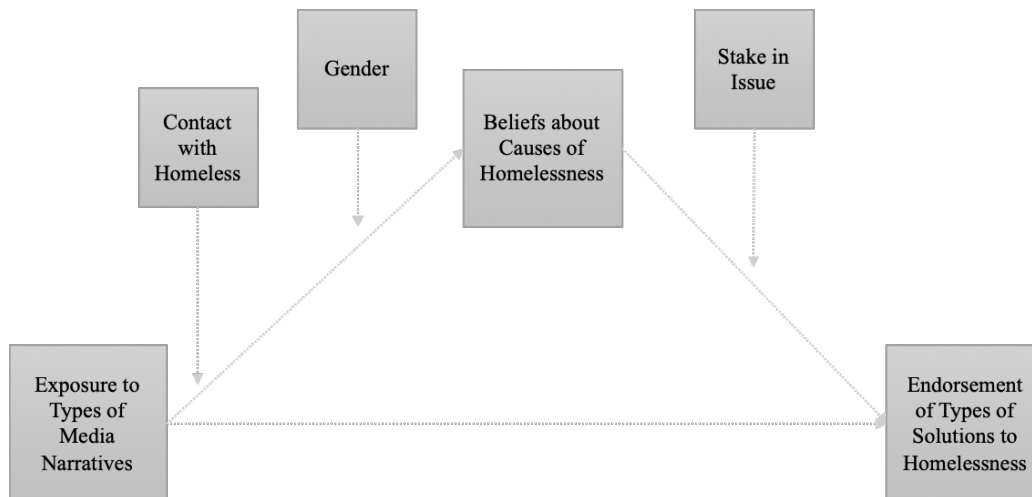 Gender
Stake in
Issue
Contact
with
Homeless
Beliefs about
Causes of
Homelessness
Exposure to
Types of
Media
Narratives
Endorsement
of Types of
Solutions to
Homelessness